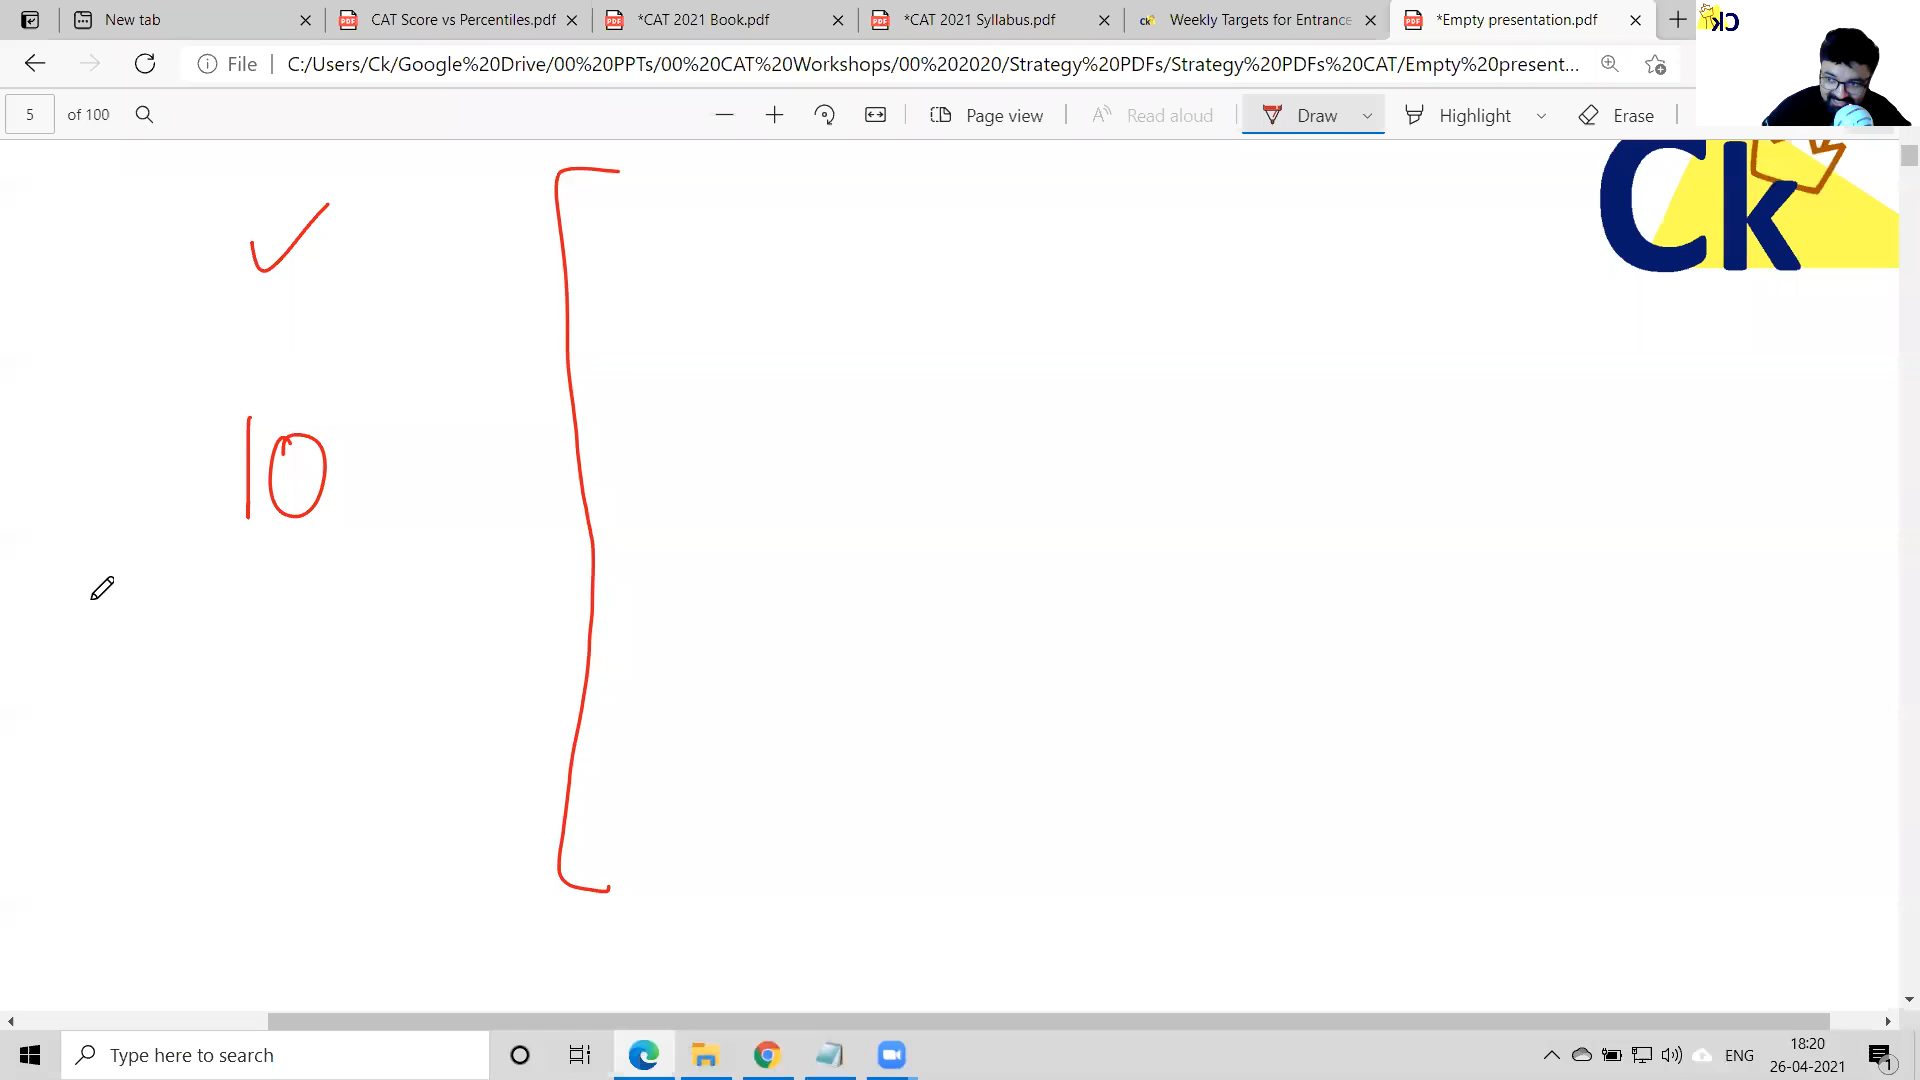 New tab
CAT Score vs Percentiles.pdf
*CAT 2021 Book.pdf
*CAT 2021 Syllabus.pdf
Weekly Targets for Entrance
*Empty presentation.pdf
Ck
File
C:/Users/Ck/Google%20Drive/00%20PPTs/00%20CAT%20Workshops/00%202020/Strategy%20PDFs/Strategy%20PDFs%20CAT/Empty%20present...
5 of 100
Page view
Read aloud
Draw
Highlight
Erase
Ck
10
Type here to search
ENG
18:20
26-04-2021
1